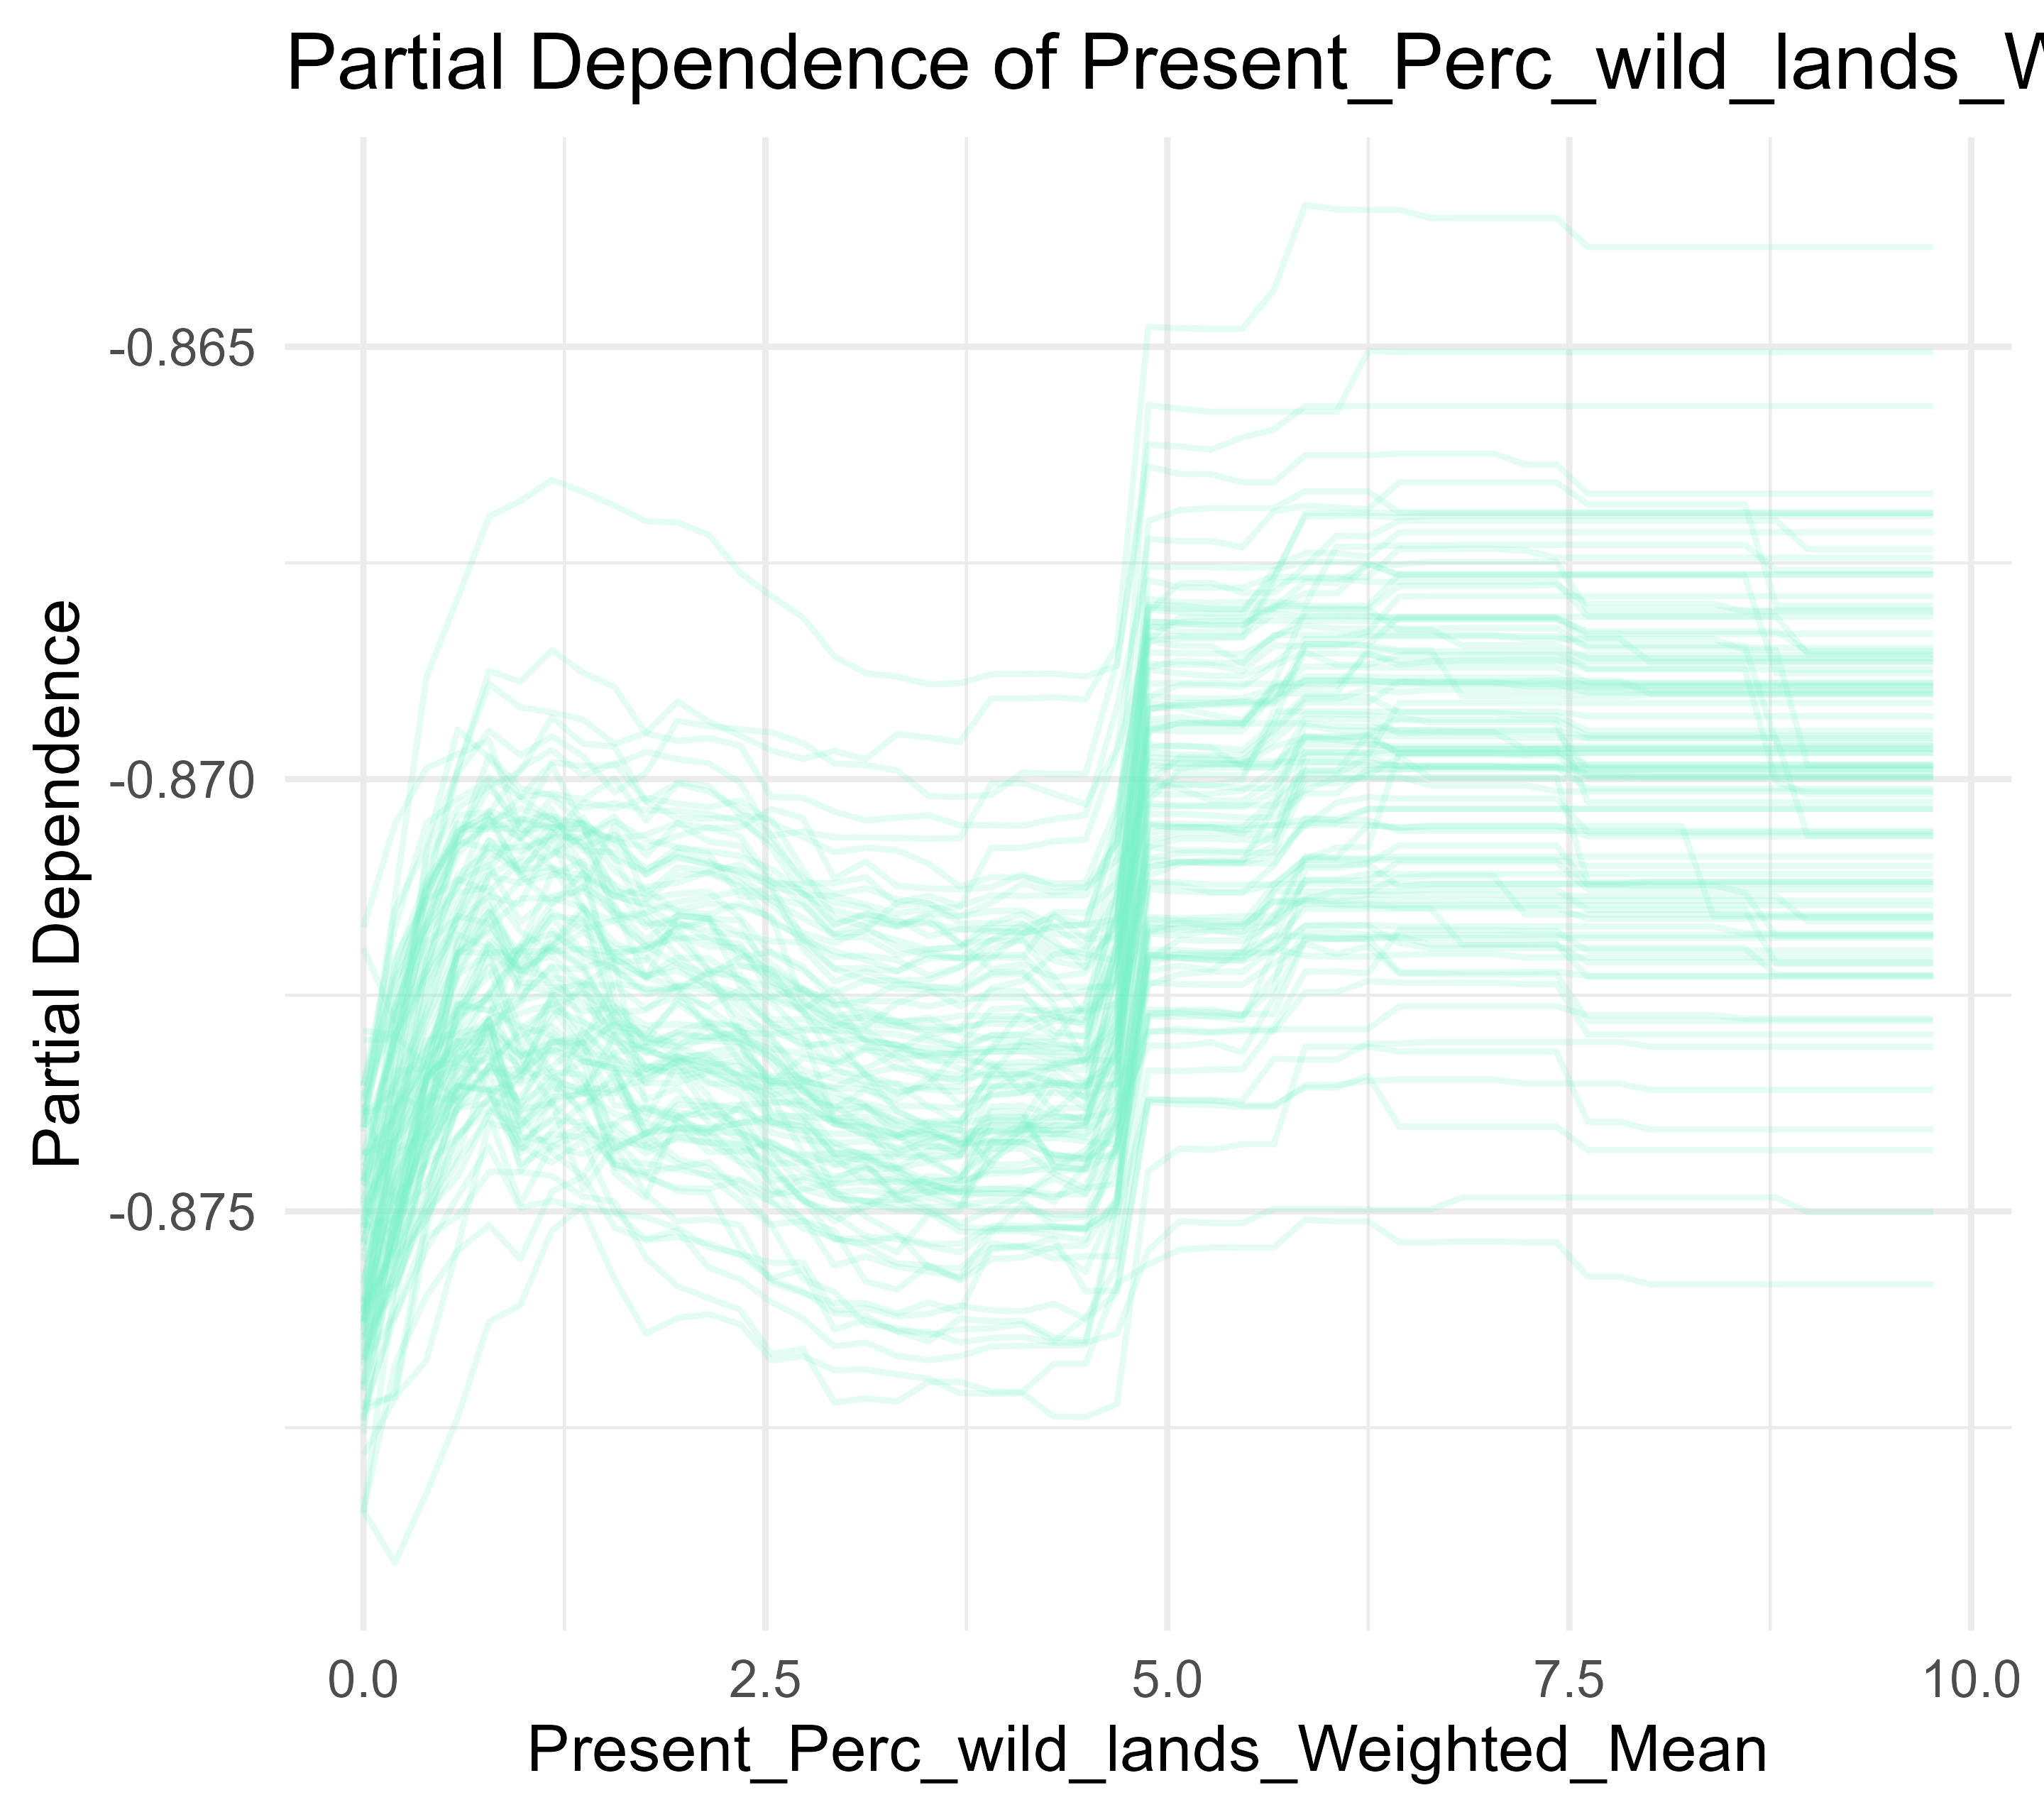 Partial Dependence of Present_Perc_wild_lands_W
Partial Dependence
-0.865
-0.870
-0.875
0.0 2.5 5.0 7.5 10.0
Present_Perc_wild_lands_Weighted_Mean